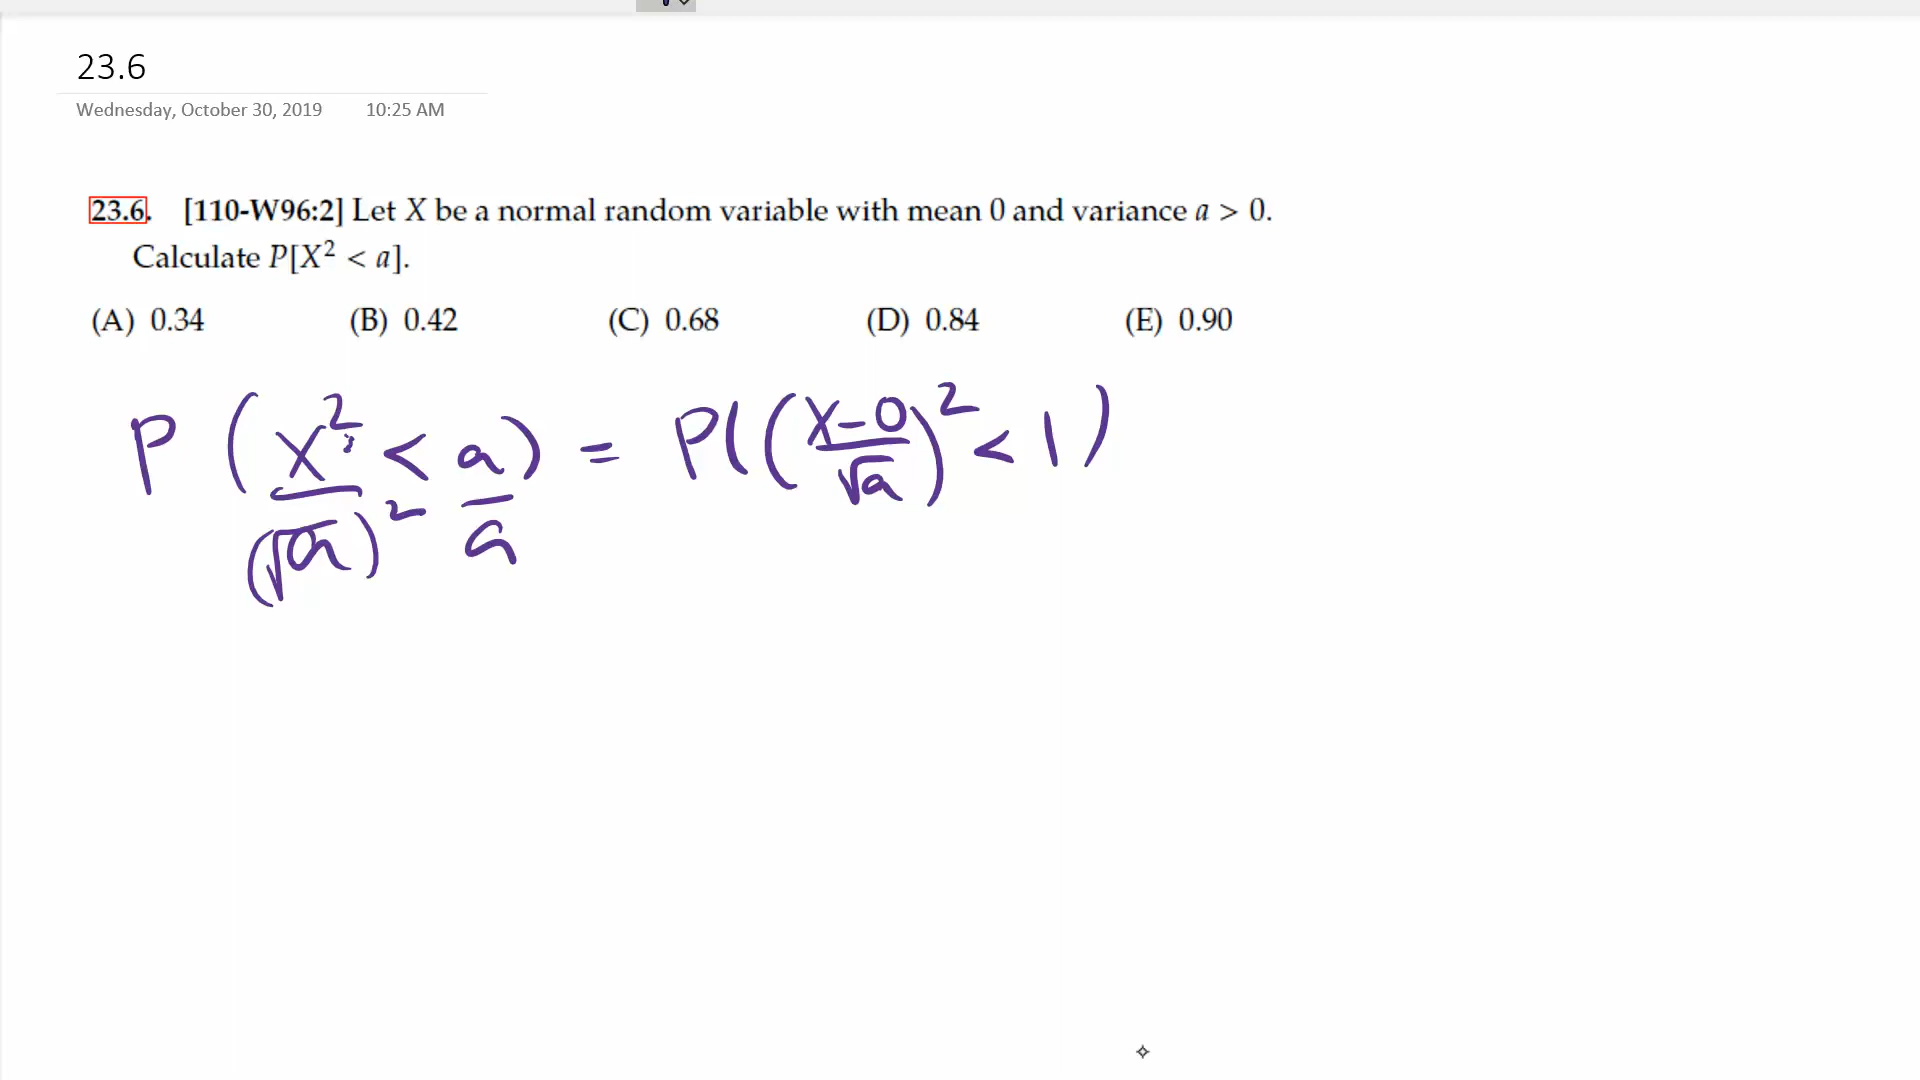 23.6
Wednesday, October 30, 2019 10:25 AM
23.6. [110-W96:2] Let X be a normal random variable with mean 0 and variance a > 0.
Calculate P[X² < a].
(A) 0.34 (B) 0.42 (C) 0.68 (D) 0.84 (E) 0.90
P (X²/(√a)² < a/a) = P(((X-0)/√a)² < 1)